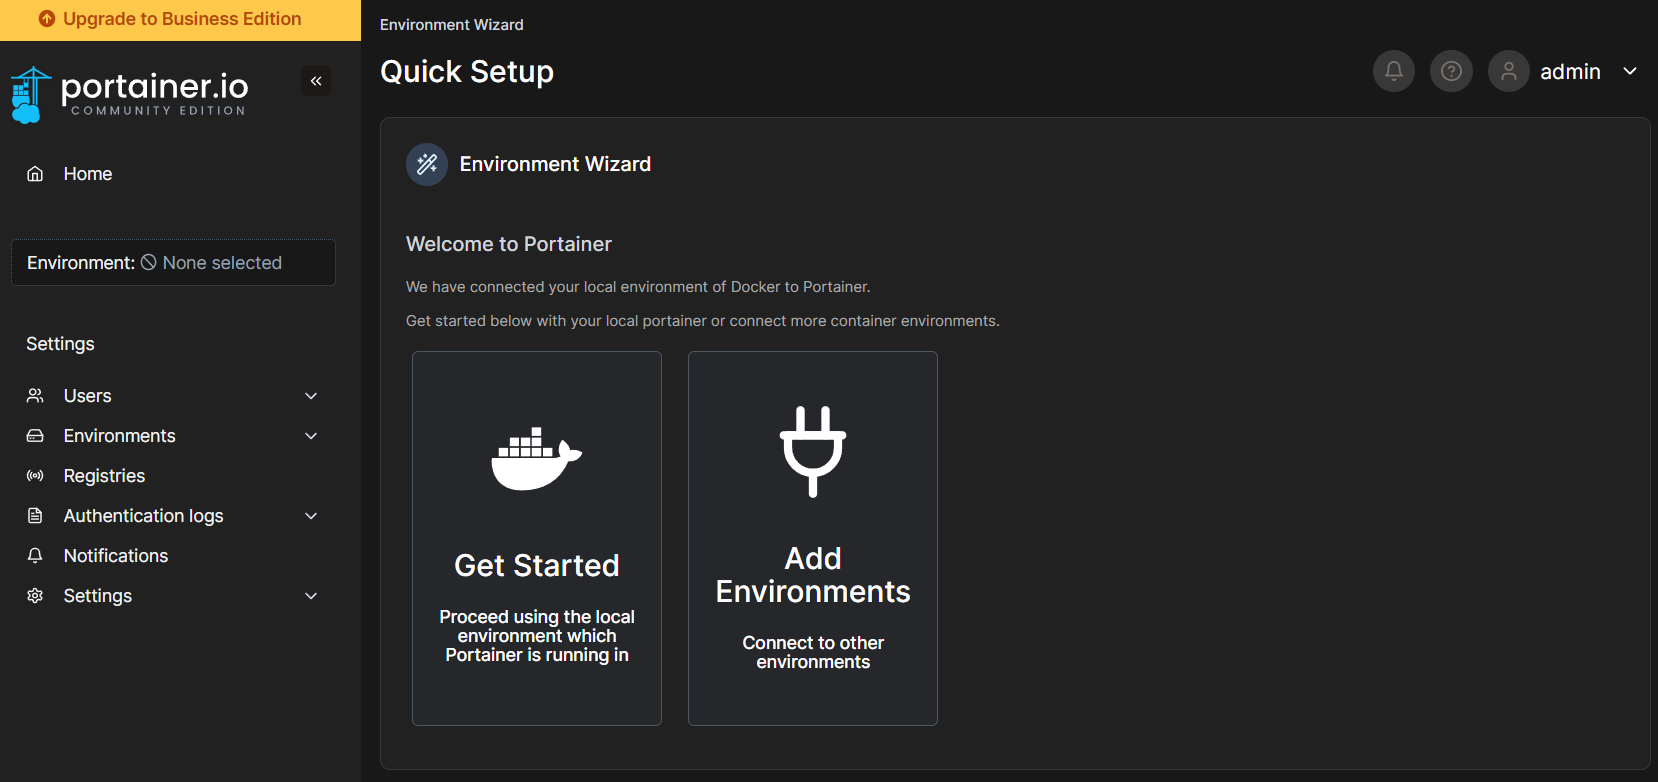 Upgrade to Business Edition
portainer.io
COMMUNITY EDITION
Home
Environment: None selected
Settings
Users
Environments
Registries
Authentication logs
Notifications
Settings
Environment Wizard
Quick Setup
admin
Environment Wizard
Welcome to Portainer
We have connected your local environment of Docker to Portainer.
Get started below with your local portainer or connect more container environments.
Get Started
Proceed using the local
environment which
Portainer is running in
Add
Environments
Connect to other
environments